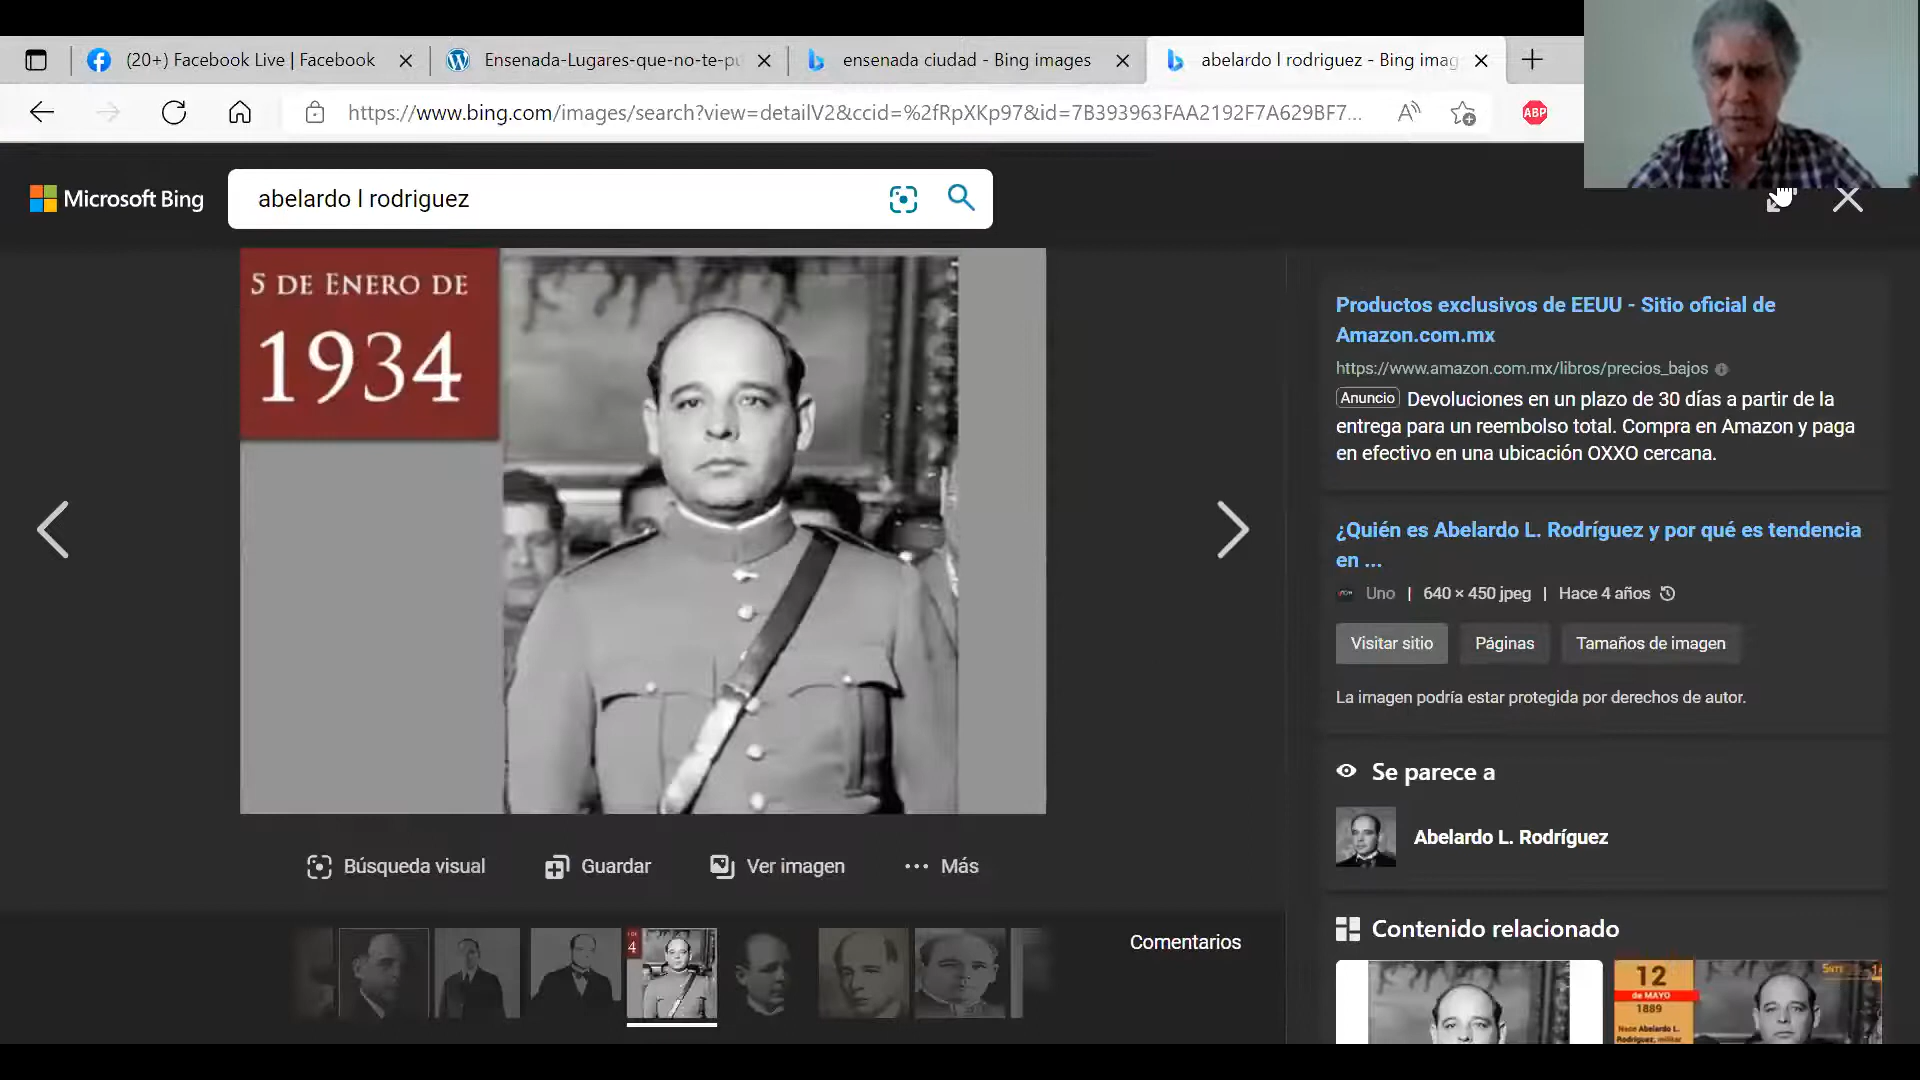 (20+) Facebook Live | Facebook
Ensenada-Lugares-que-no-te-pu
ensenada ciudad - Bing images
abelardo l rodriguez - Bing imag
https://www.bing.com/images/search?view=detailV2&ccid=%2fRpXKp97&id=7B393963FAA2192F7A629BF7...
ABP
Microsoft Bing
abelardo l rodriguez
5 DE ENERO DE
1934
Productos exclusivos de EEUU - Sitio oficial de
Amazon.com.mx
https://www.amazon.com.mx/libros/precios_bajos
Anuncio Devoluciones en un plazo de 30 días a partir de la
entrega para un reembolso total. Compra en Amazon y paga
en efectivo en una ubicación OXXO cercana.
¿Quién es Abelardo L. Rodríguez y por qué es tendencia
en ...
Uno | 640 × 450 jpeg | Hace 4 años
Visitar sitio
Páginas
Tamaños de imagen
La imagen podría estar protegida por derechos de autor.
Se parece a
Abelardo L. Rodríguez
Búsqueda visual
Guardar
Ver imagen
Más
Contenido relacionado
Comentarios
4
12
de MAYO
1889
Nace Abelardo L.
Rodríguez, militar